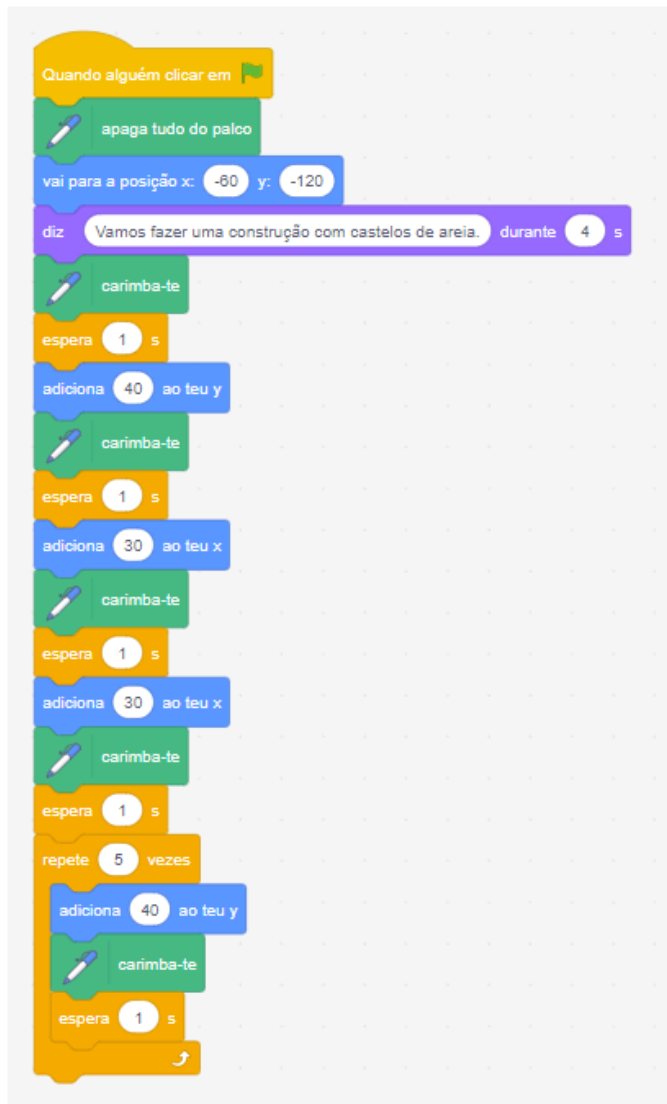 Quando alguém clicar em
apaga tudo do palco
vai para a posição x: -60 y: -120
diz Vamos fazer uma construção com castelos de areia. durante 4 s
carimba-te
espera 1 s
adiciona 40 ao teu y
carimba-te
espera 1 s
adiciona 30 ao teu x
carimba-te
espera 1 s
adiciona 30 ao teu x
carimba-te
espera 1 s
repete 5 vezes
adiciona 40 ao teu y
carimba-te
espera 1 s